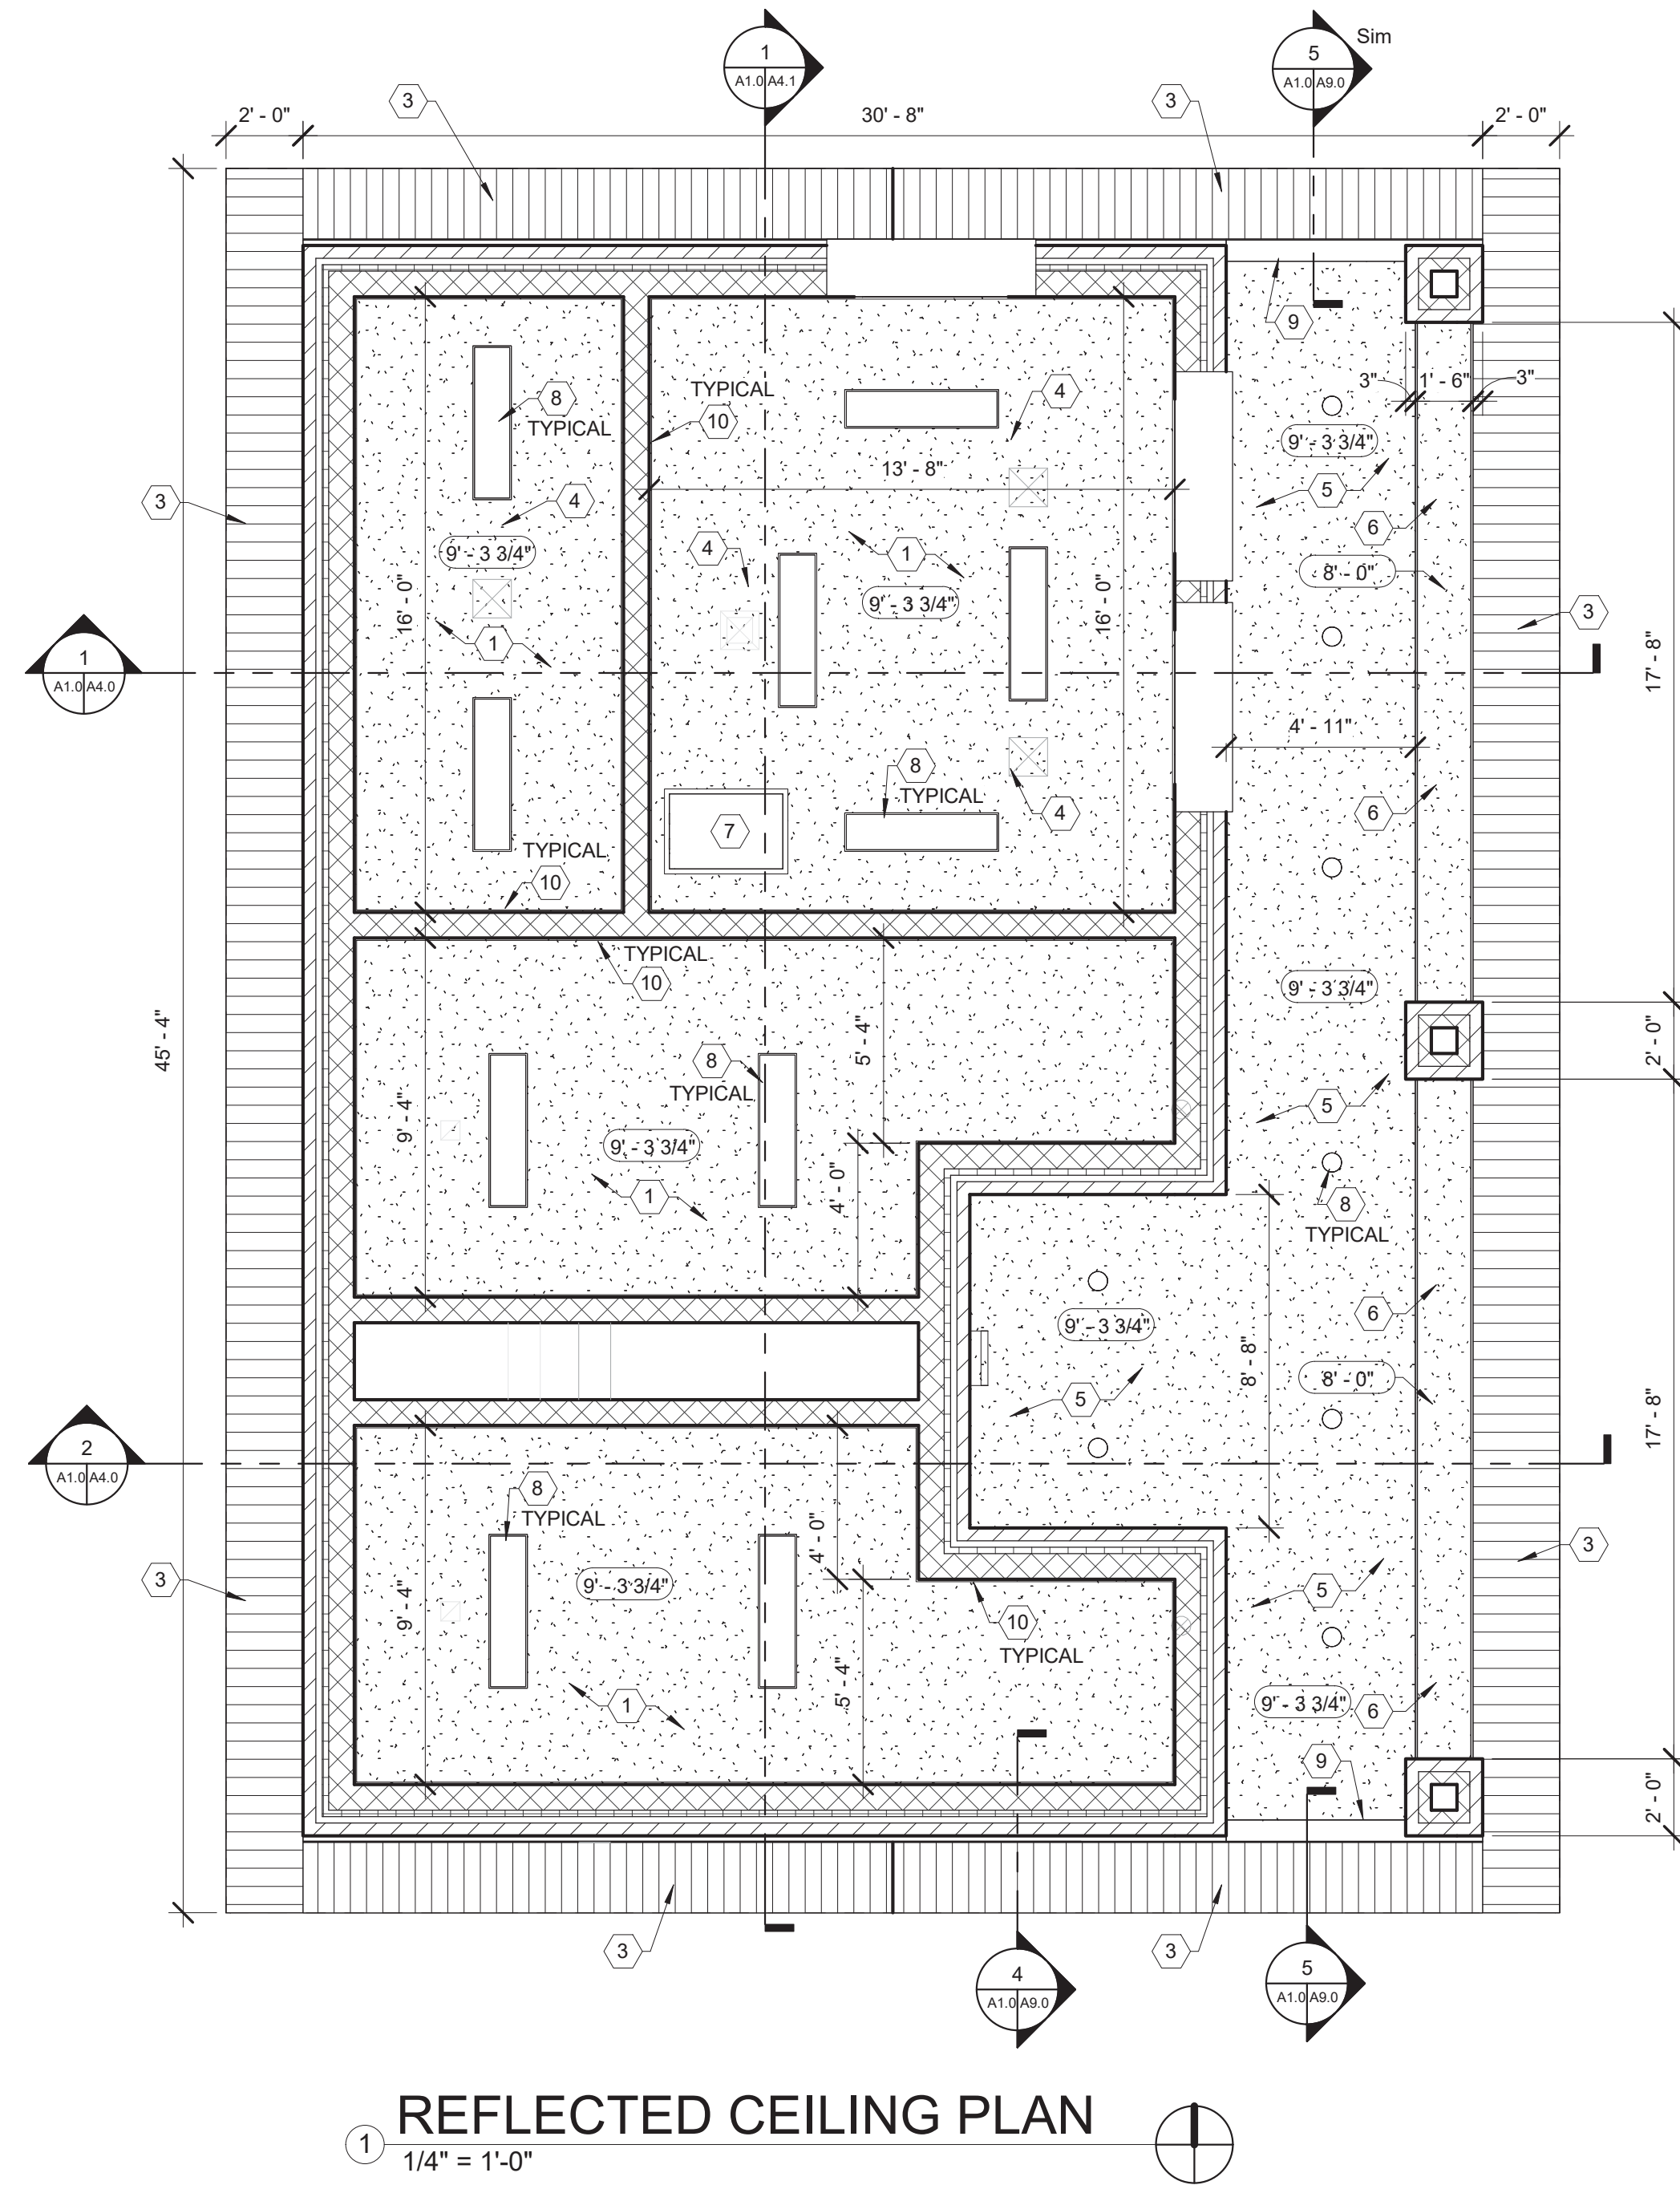 1
A1.0 A4.1
5
A1.0 A9.0
Sim
3
3
2' - 0"
30' - 8"
2' - 0"
9
3"
1' - 6"
3"
TYPICAL
10
4
8
TYPICAL
9' - 3 3/4"
13' - 8"
5
3
4
6
4
1
9' - 3 3/4"
8' - 0"
9' - 3 3/4"
16' - 0"
16' - 0"
3
1
1
A1.0 A4.0
17' - 8"
4' - 11"
8
TYPICAL
4
6
7
TYPICAL
10
TYPICAL
10
9' - 3 3/4"
45' - 4"
5' - 4"
2' - 0"
8
TYPICAL
9' - 4"
9' - 3 3/4"
5
1
4' - 0"
8
TYPICAL
9' - 3 3/4"
6
8' - 8"
8' - 0"
5
17' - 8"
2
A1.0 A4.0
8
TYPICAL
4' - 0"
3
3
9' - 3 3/4"
5
9' - 4"
10
TYPICAL
5' - 4"
1
9' - 3 3/4"
6
9
2' - 0"
3
3
4
A1.0 A9.0
5
A1.0 A9.0
1
REFLECTED CEILING PLAN
1/4" = 1'-0"